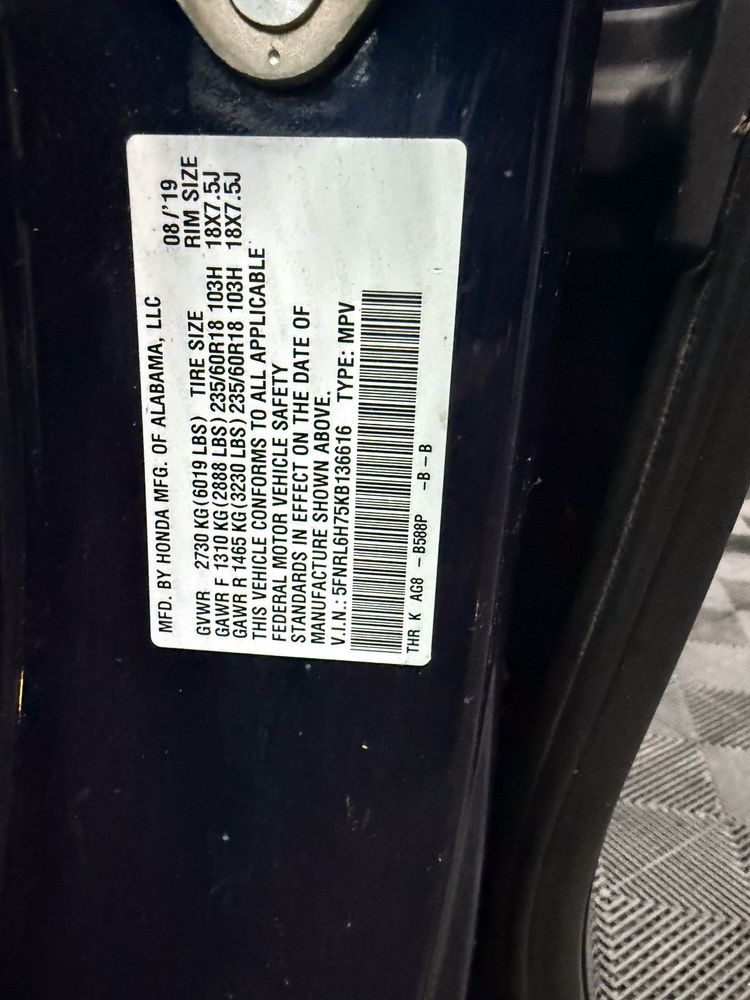 MFD. BY HONDA MFG. OF ALABAMA, LLC 08/'19
GVWR 2730 KG (6019 LBS) TIRE SIZE RIM SIZE
GAWR F 1310 KG (2888 LBS) 235/60R18 103H 18X7.5J
GAWR R 1465 KG (3230 LBS) 235/60R18 103H 18X7.5J
THIS VEHICLE CONFORMS TO ALL APPLICABLE
FEDERAL MOTOR VEHICLE SAFETY
STANDARDS IN EFFECT ON THE DATE OF
MANUFACTURE SHOWN ABOVE.
V.I.N.: 5FNRL6H75KB136616 TYPE: MPV
THR K AG8 - B588P -B - B